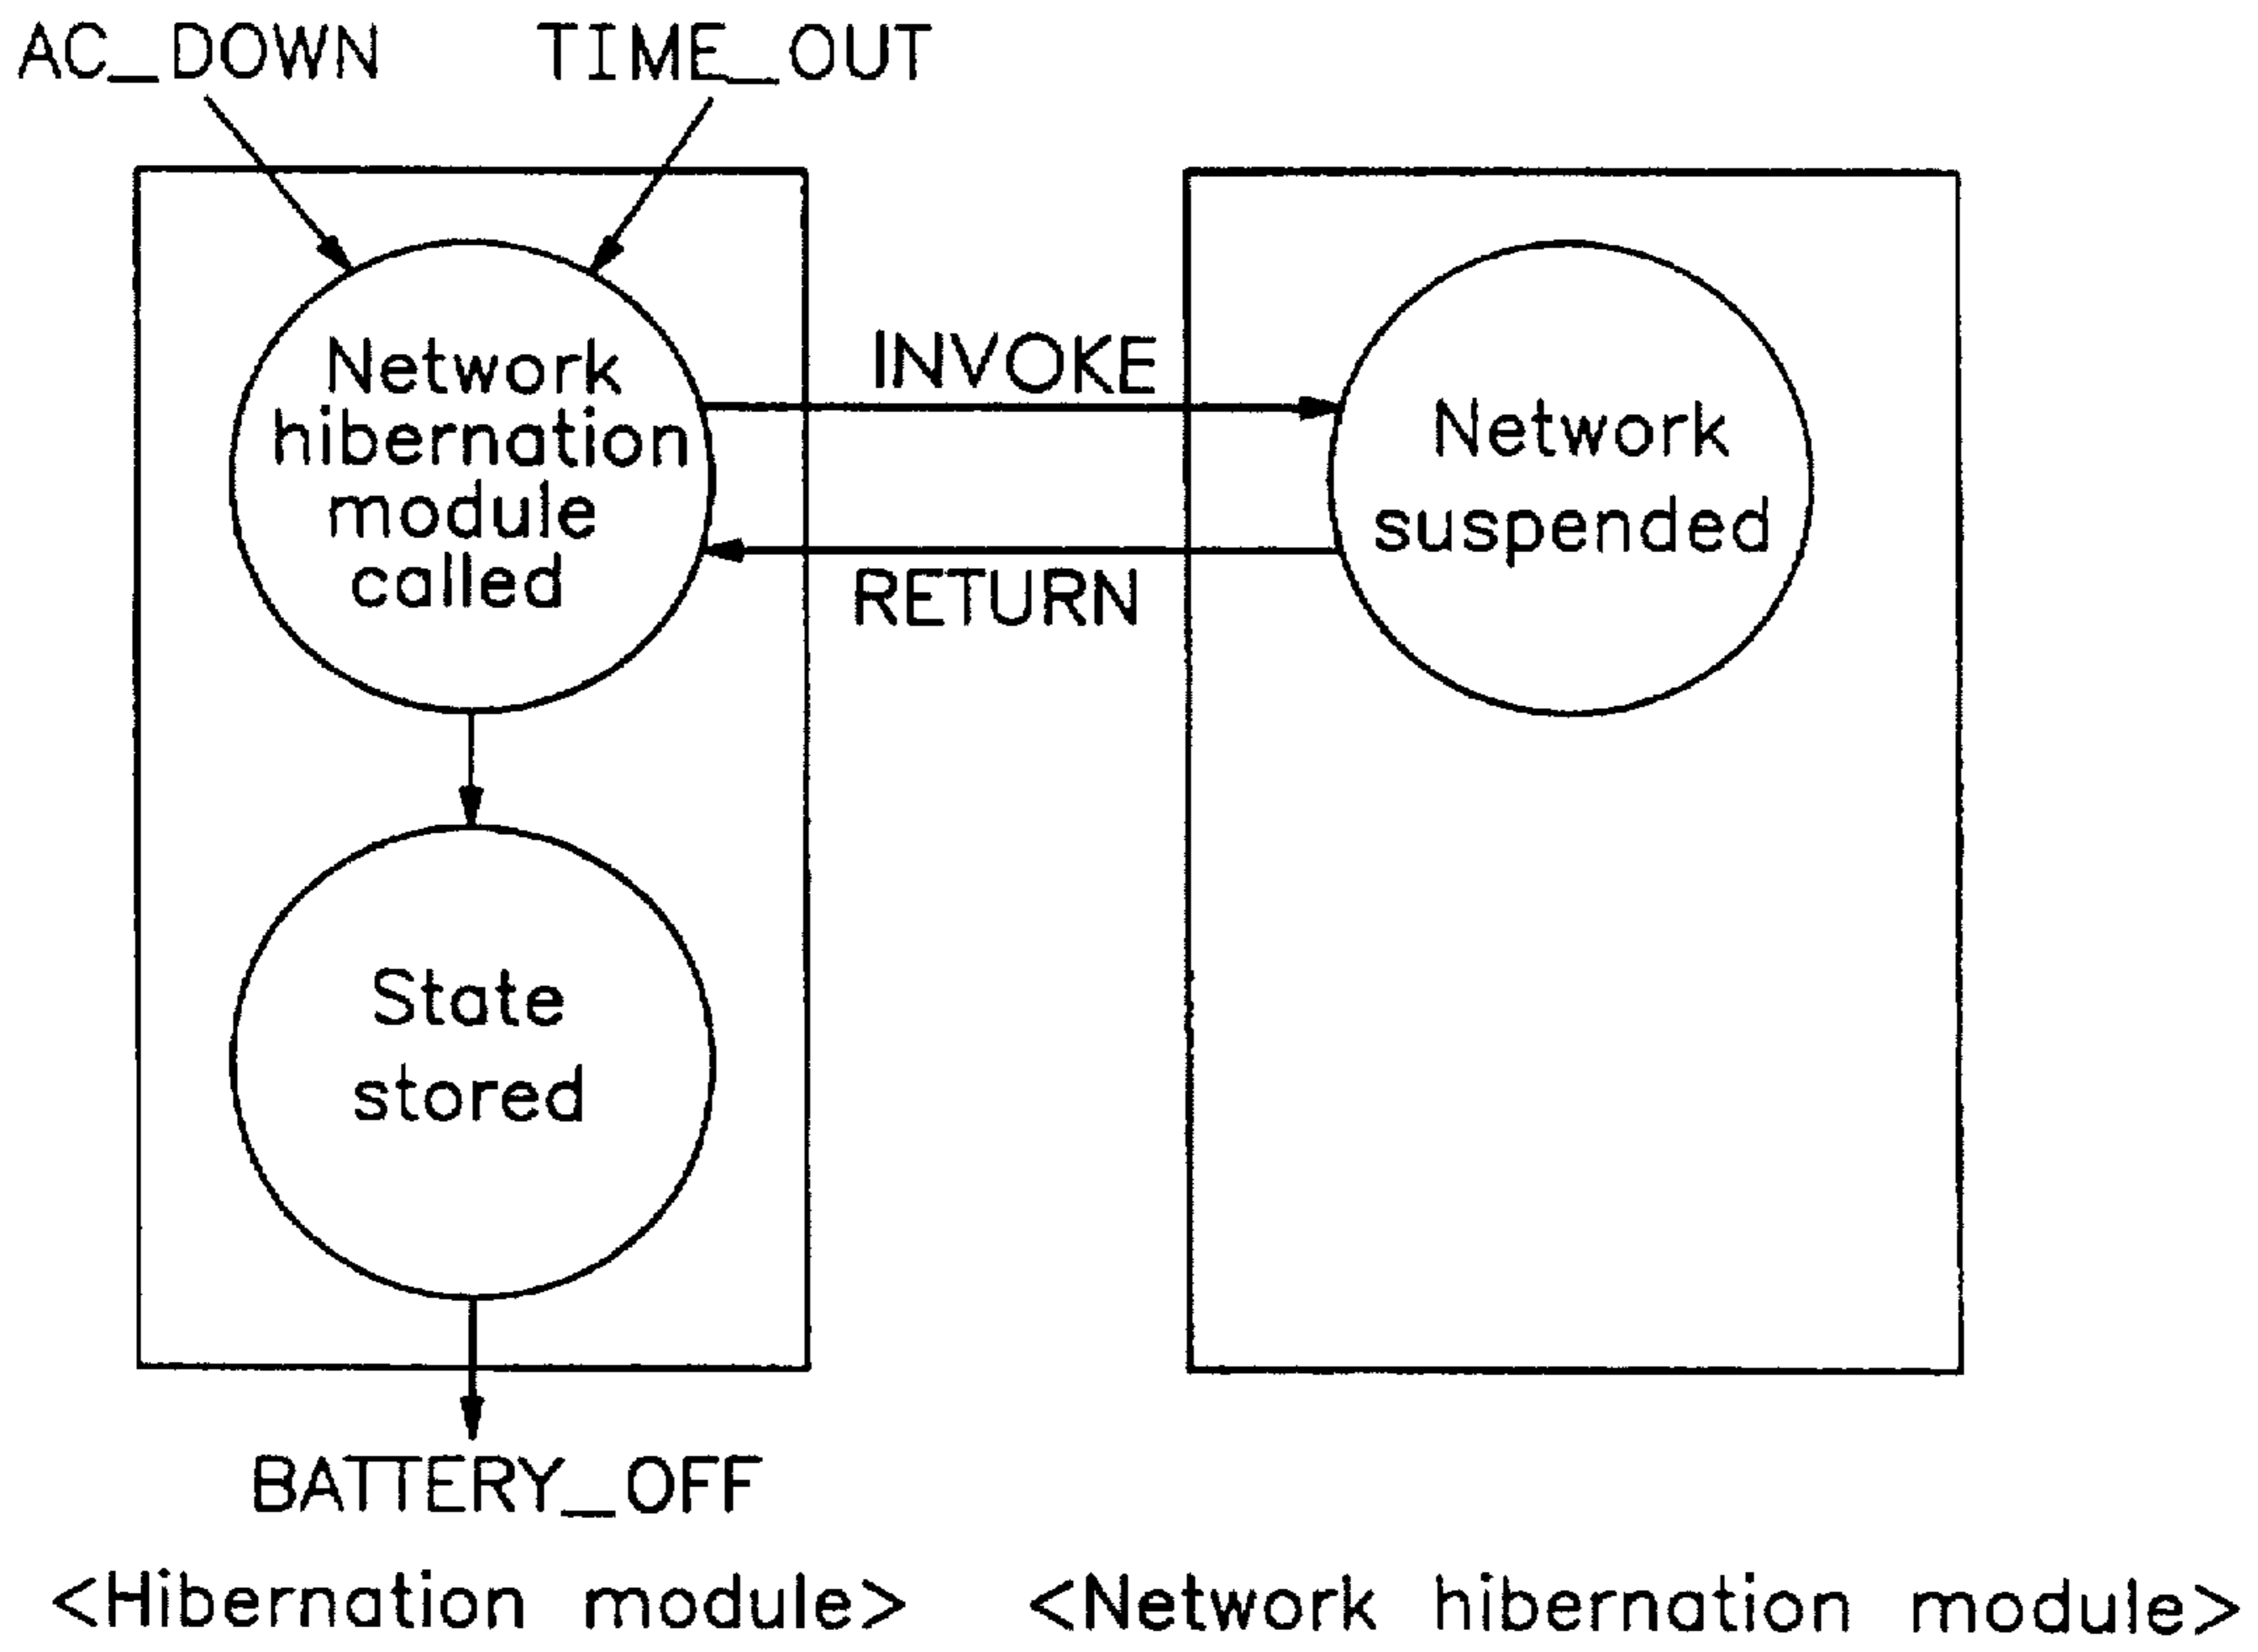 AC_DOWN TIME_OUT
Network
hibernation
module
called
INVOKE
RETURN
Network
suspended
State
stored
BATTERY_OFF
<Hibernation module> <Network hibernation module>